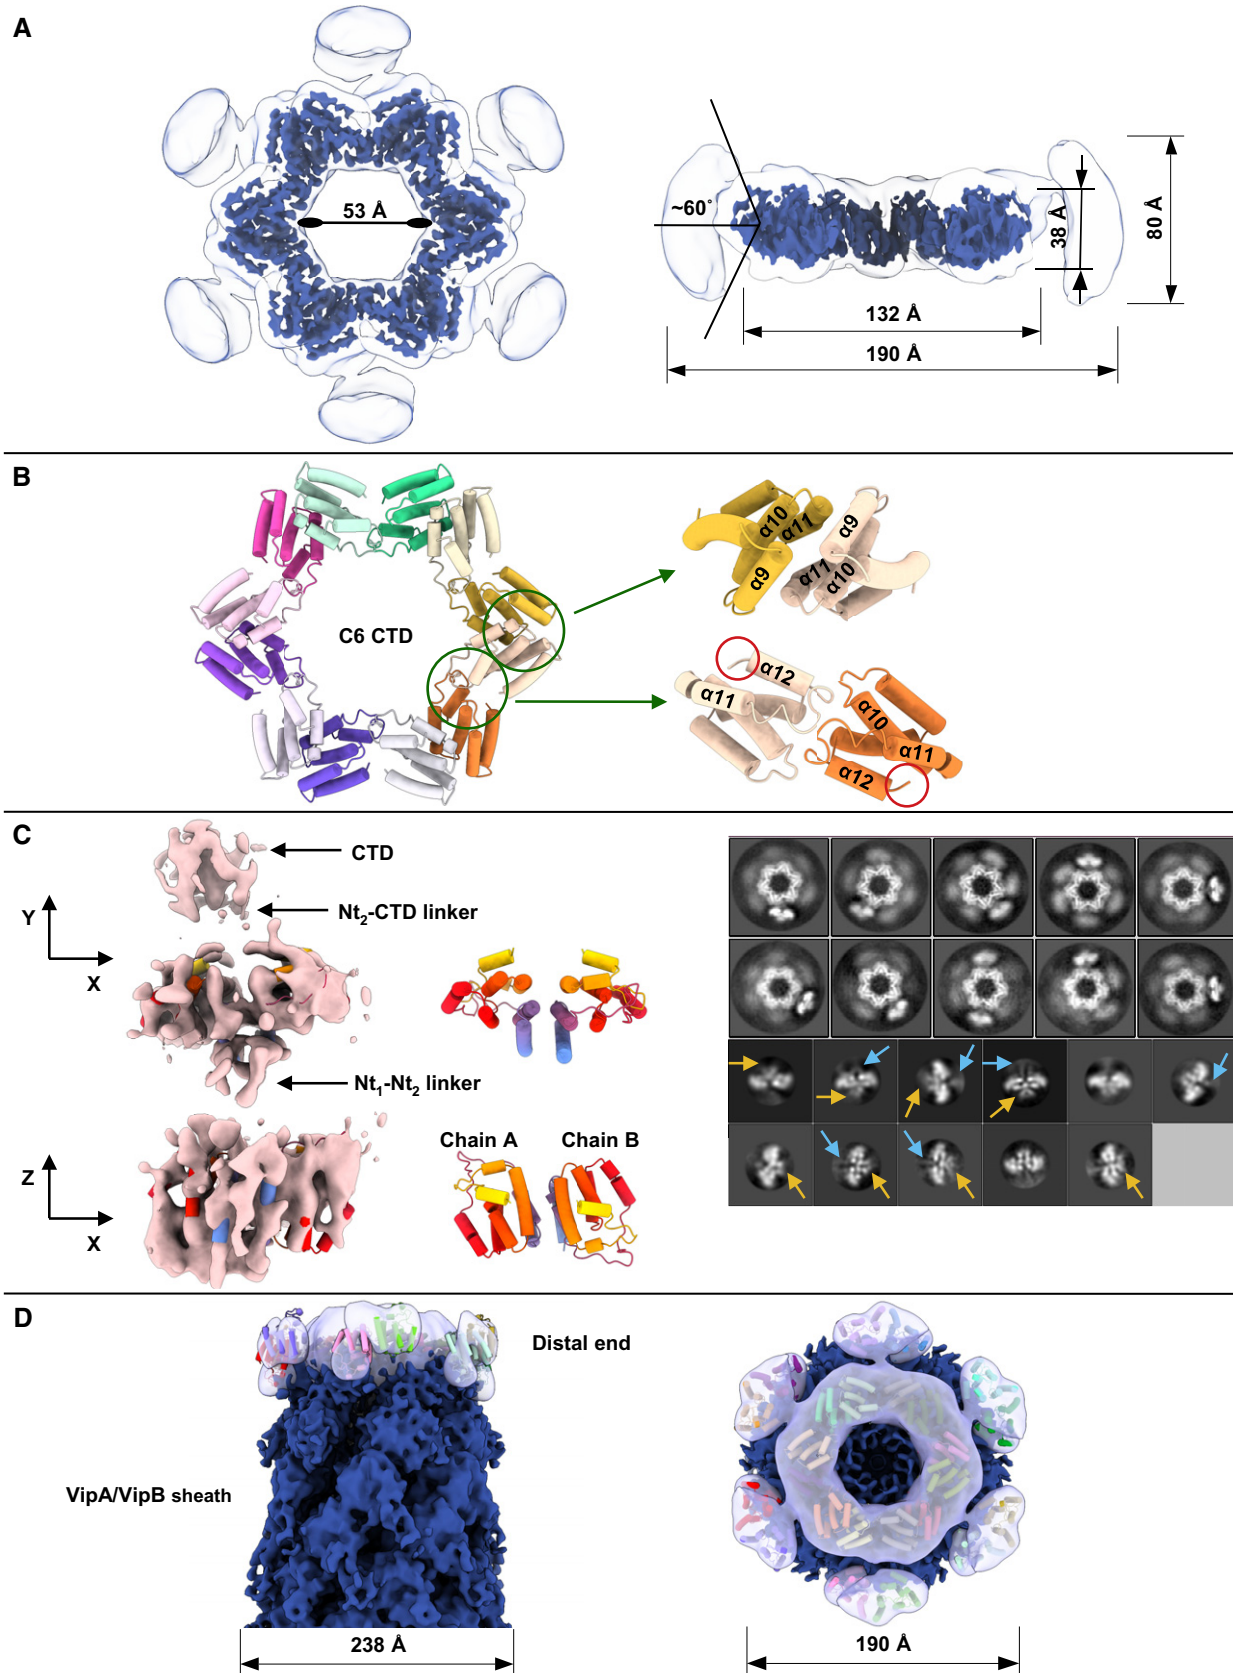 A
53 Å
~60°
38 Å
80 Å
132 Å
190 Å
B
C6 CTD
α10
α11
α9
α9
α11
α10
α12
α11
α10
α11
α12
C
CTD
Nt2-CTD linker
Y
X
Nt1-Nt2 linker
Chain A
Chain B
Z
X
D
Distal end
VipA/VipB sheath
238 Å
190 Å